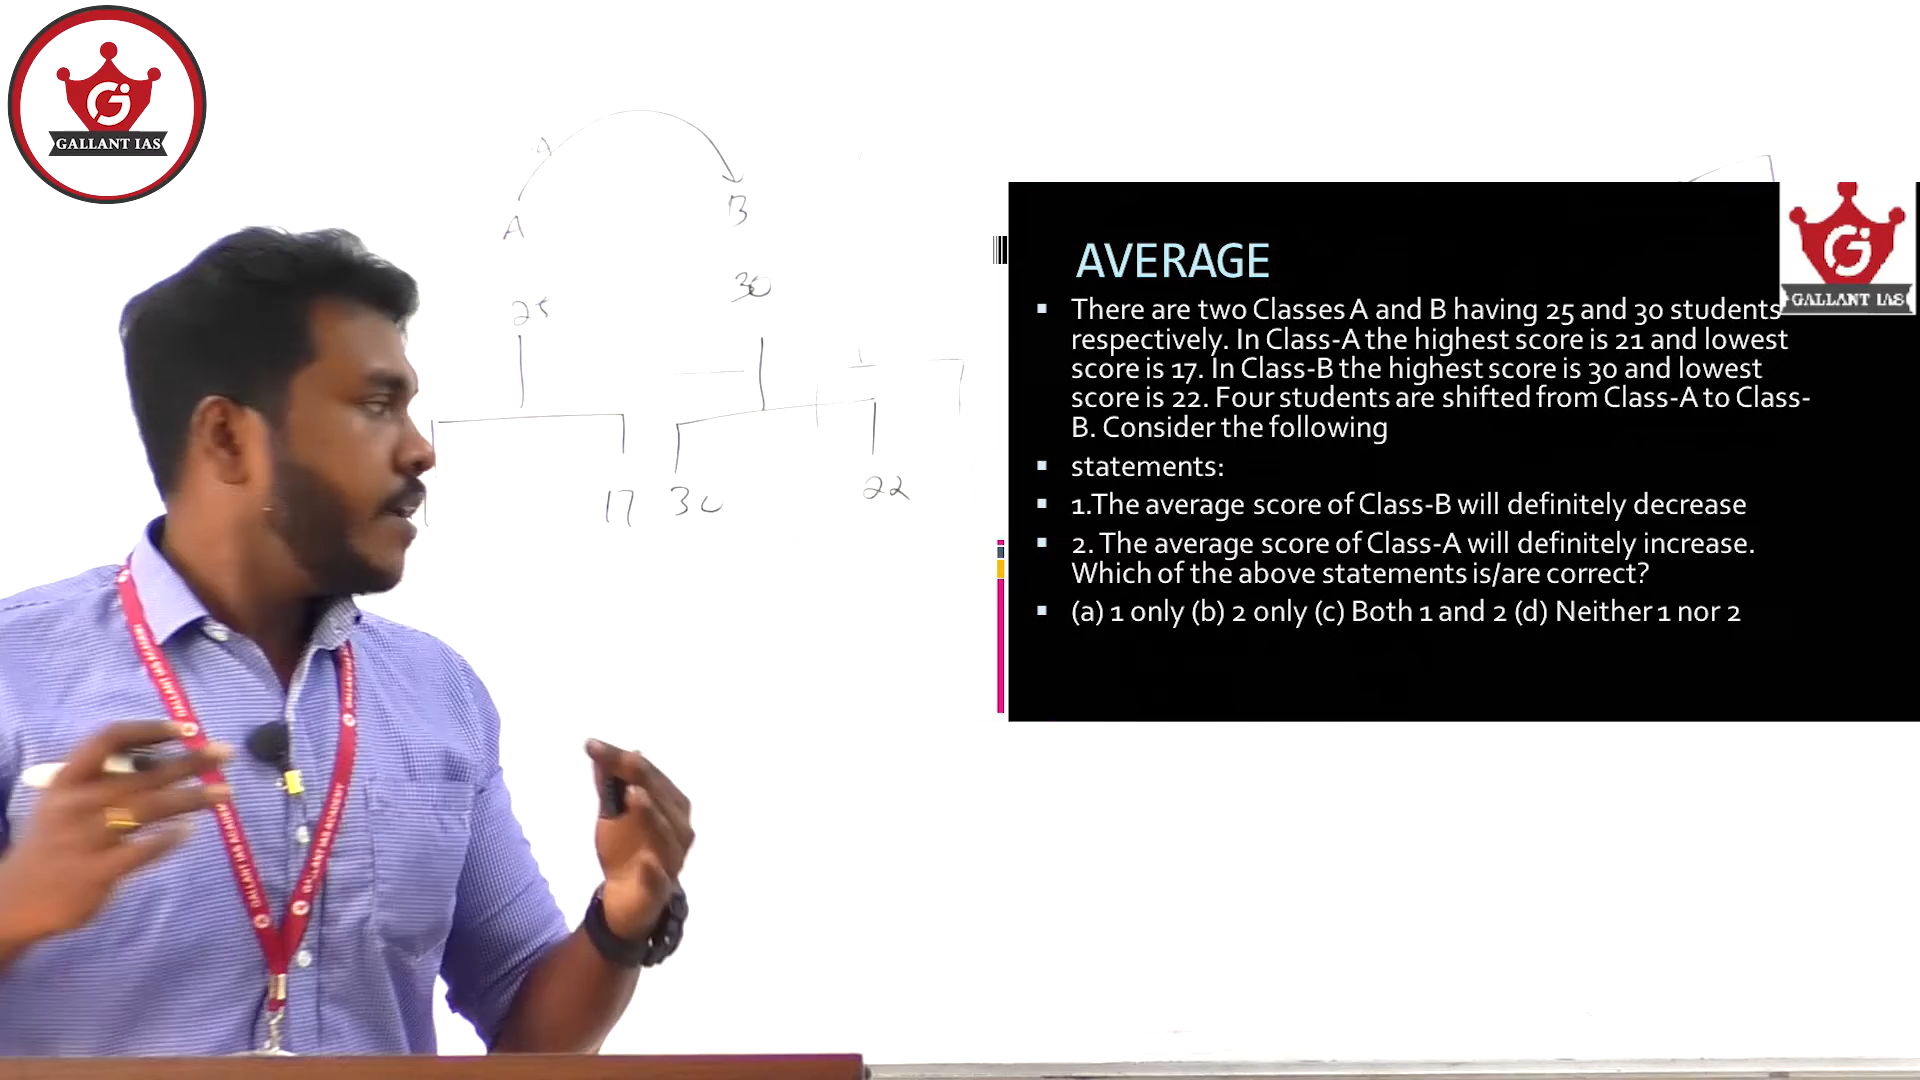 GALLANT IAS
A
B
A
25
30
17
30
22
GALLANT IAS
AVERAGE
There are two Classes A and B having 25 and 30 students
respectively. In Class-A the highest score is 21 and lowest
score is 17. In Class-B the highest score is 30 and lowest
score is 22. Four students are shifted from Class-A to Class-
B. Consider the following
statements:
1.The average score of Class-B will definitely decrease
2. The average score of Class-A will definitely increase.
Which of the above statements is/are correct?
(a) 1 only (b) 2 only (c) Both 1 and 2 (d) Neither 1 nor 2